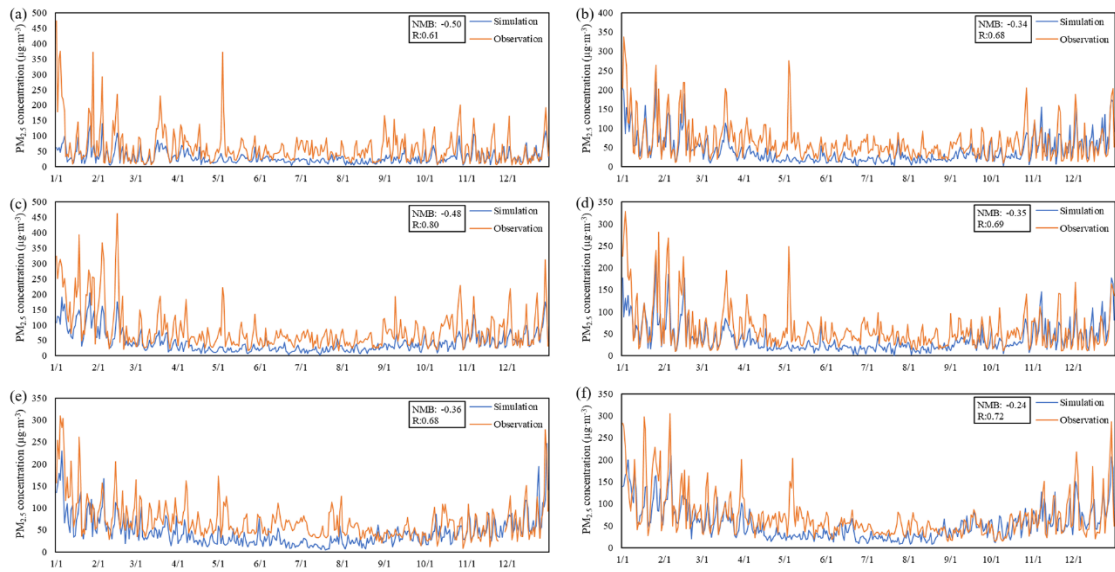 (a)
PM2.5 concentration (μg·m-3)
500
450
400
350
300
250
200
150
100
50
0
NMB: -0.50
R:0.61
Simulation
Observation
1/1 2/1 3/1 4/1 5/1 6/1 7/1 8/1 9/1 10/1 11/1 12/1
(b)
PM2.5 concentration (μg·m-3)
400
350
300
250
200
150
100
50
0
NMB: -0.34
R:0.68
Simulation
Observation
1/1 2/1 3/1 4/1 5/1 6/1 7/1 8/1 9/1 10/1 11/1 12/1
(c)
PM2.5 concentration (μg·m-3)
500
450
400
350
300
250
200
150
100
50
0
NMB: -0.48
R:0.80
Simulation
Observation
1/1 2/1 3/1 4/1 5/1 6/1 7/1 8/1 9/1 10/1 11/1 12/1
(d)
PM2.5 concentration (μg·m-3)
350
300
250
200
150
100
50
0
NMB: -0.35
R:0.69
Simulation
Observation
1/1 2/1 3/1 4/1 5/1 6/1 7/1 8/1 9/1 10/1 11/1 12/1
(e)
PM2.5 concentration (μg·m-3)
350
300
250
200
150
100
50
0
NMB: -0.36
R:0.68
Simulation
Observation
1/1 2/1 3/1 4/1 5/1 6/1 7/1 8/1 9/1 10/1 11/1 12/1
(f)
PM2.5 concentration (μg·m-3)
350
300
250
200
150
100
50
0
NMB: -0.24
R:0.72
Simulation
Observation
1/1 2/1 3/1 4/1 5/1 6/1 7/1 8/1 9/1 10/1 11/1 12/1